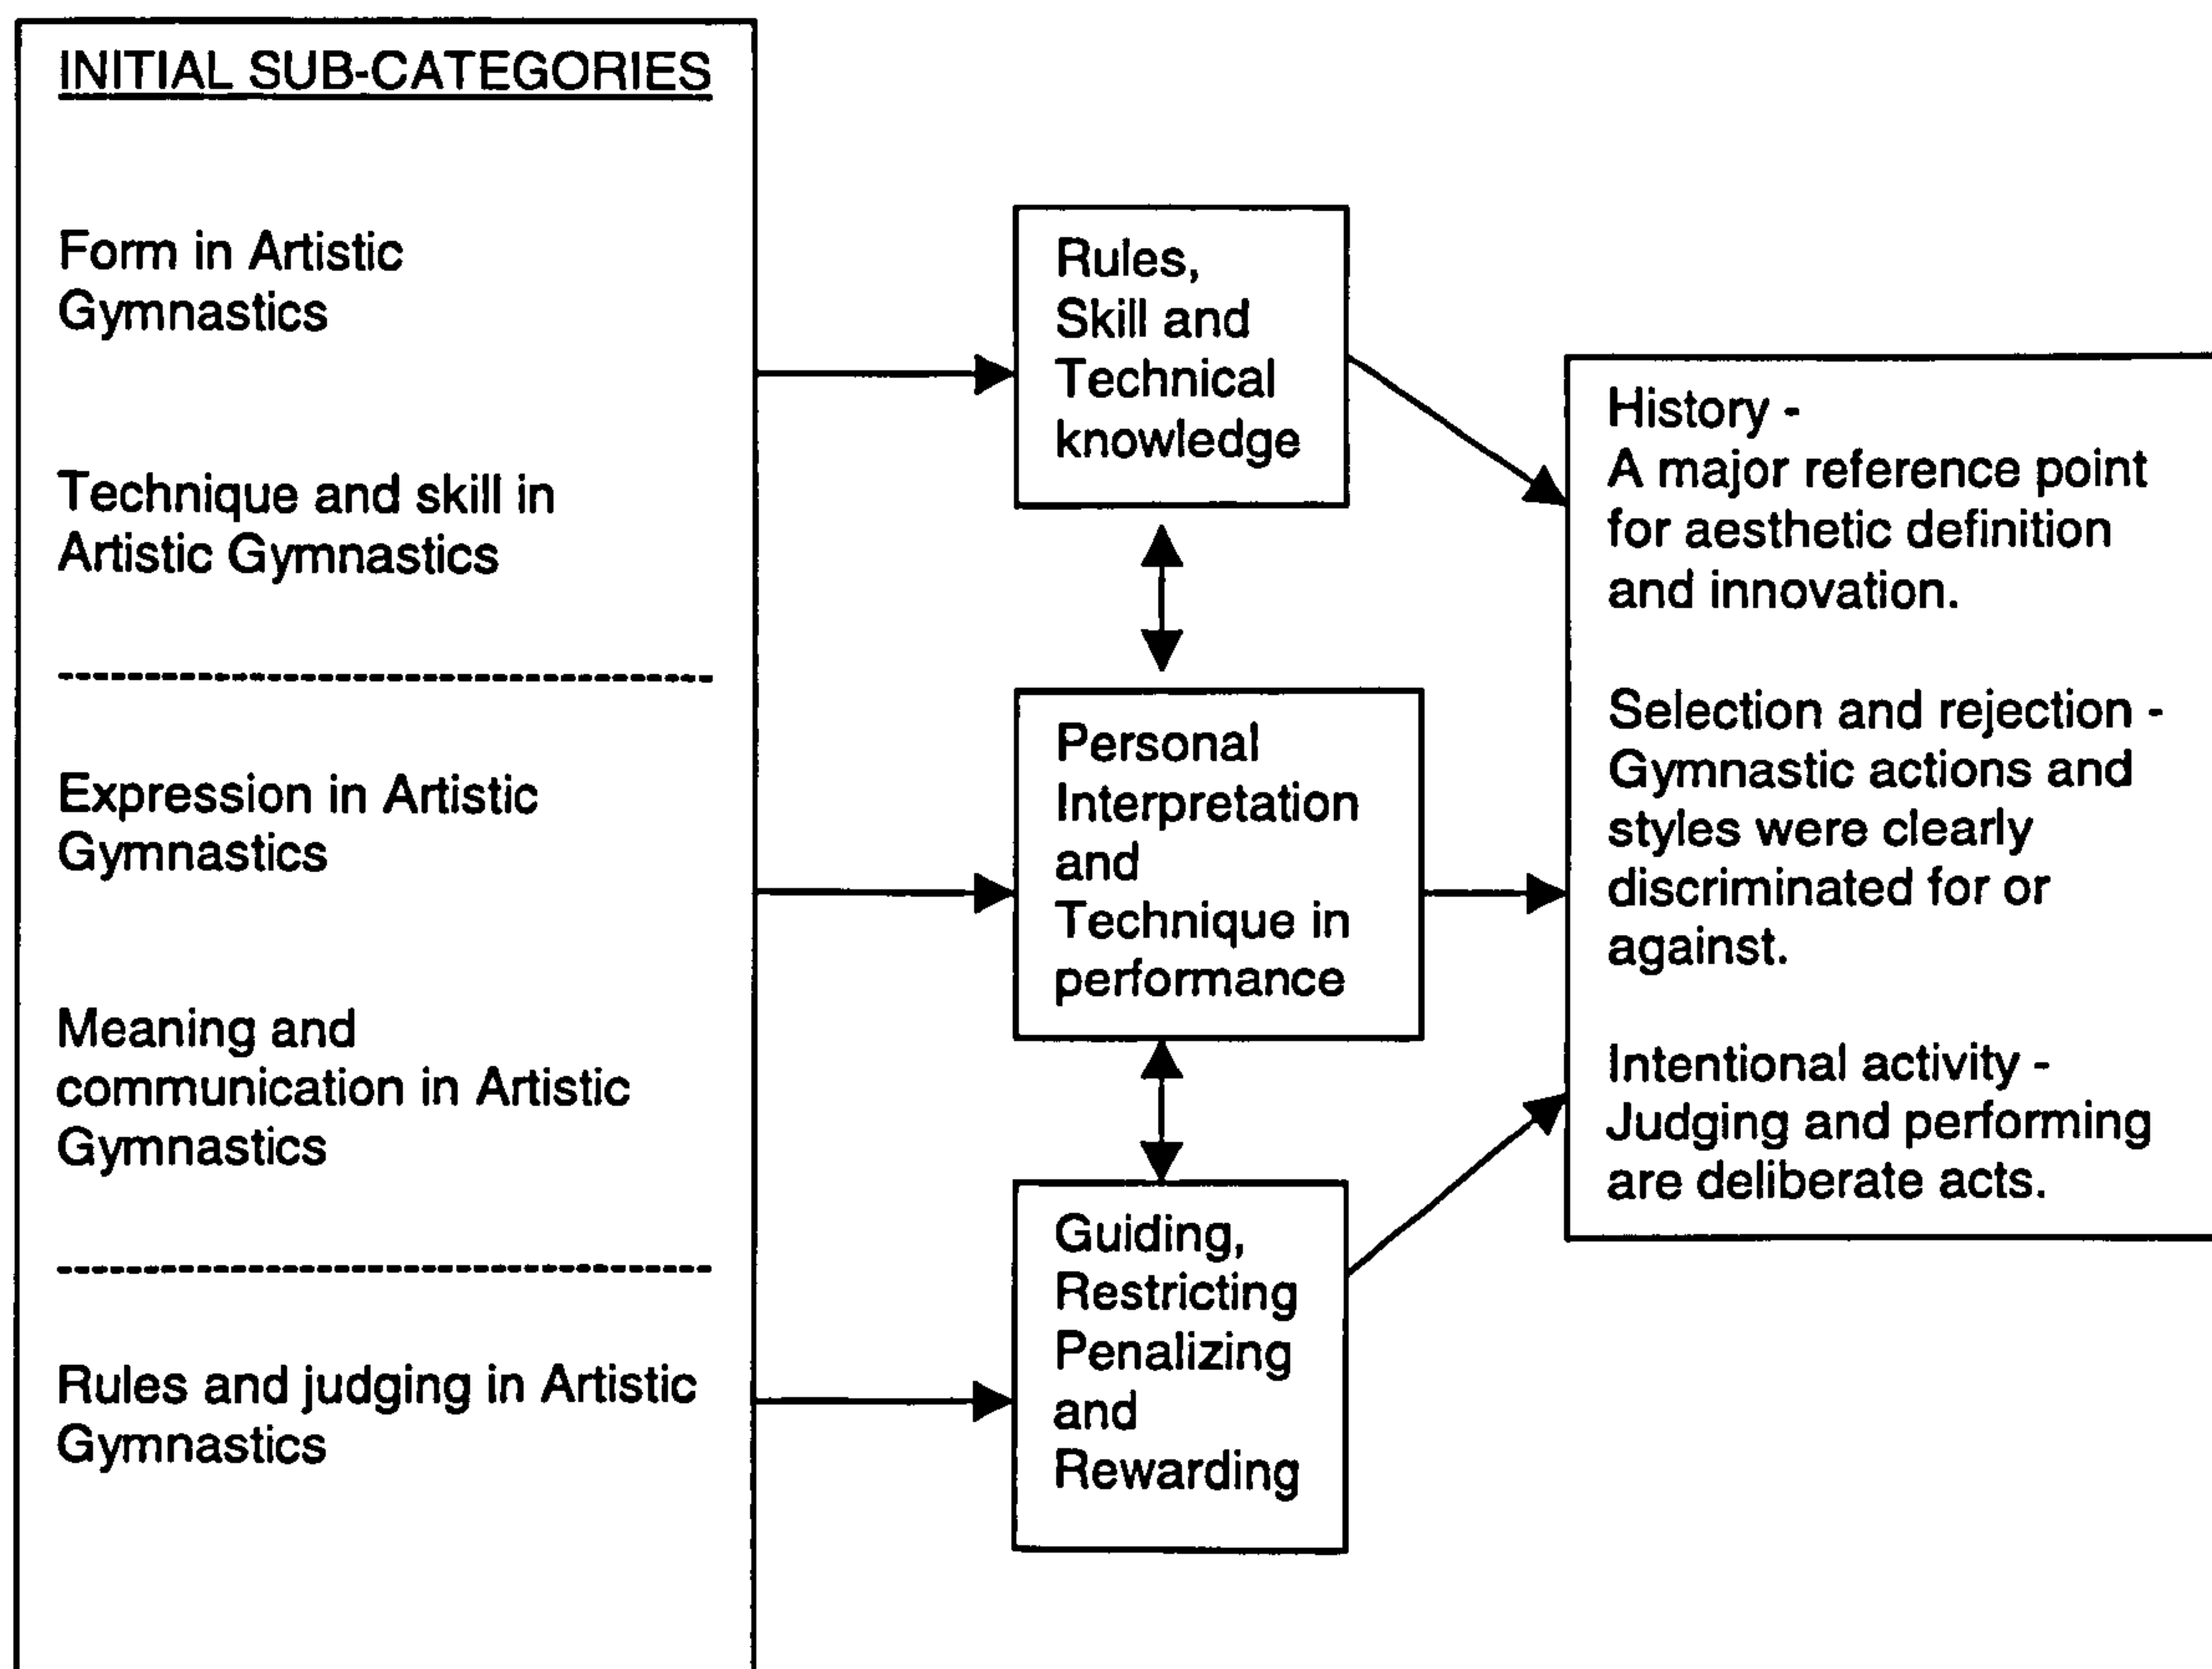 INITIAL SUB-CATEGORIES
Form in Artistic
Gymnastics
Technique and skill in
Artistic Gymnastics
Expression in Artistic
Gymnastics
Meaning and
communication in Artistic
Gymnastics
Rules and judging in Artistic
Gymnastics
Rules,
Skill and
Technical
knowledge
Personal
Interpretation
and
Technique in
performance
Guiding,
Restricting
Penalizing
and
Rewarding
History -
A major reference point
for aesthetic definition
and innovation.
Selection and rejection -
Gymnastic actions and
styles were clearly
discriminated for or
against.
Intentional activity -
Judging and performing
are deliberate acts.